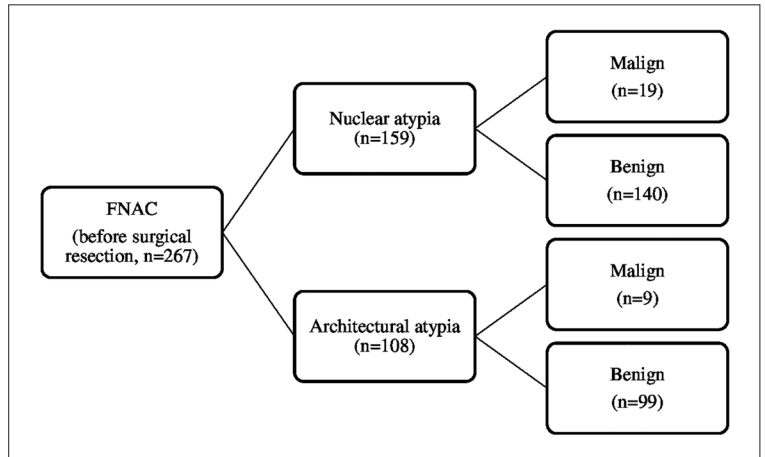 FNAC
(before surgical
resection, n=267)
Nuclear atypia
(n=159)
Malign
(n=19)
Benign
(n=140)
Architectural atypia
(n=108)
Malign
(n=9)
Benign
(n=99)